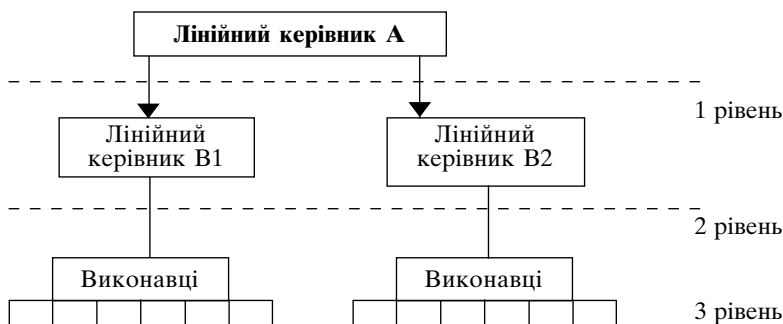 Лінійний керівник А
1 рівень
Лінійний
керівник В1
Лінійний
керівник В2
2 рівень
Виконавці
Виконавці
3 рівень